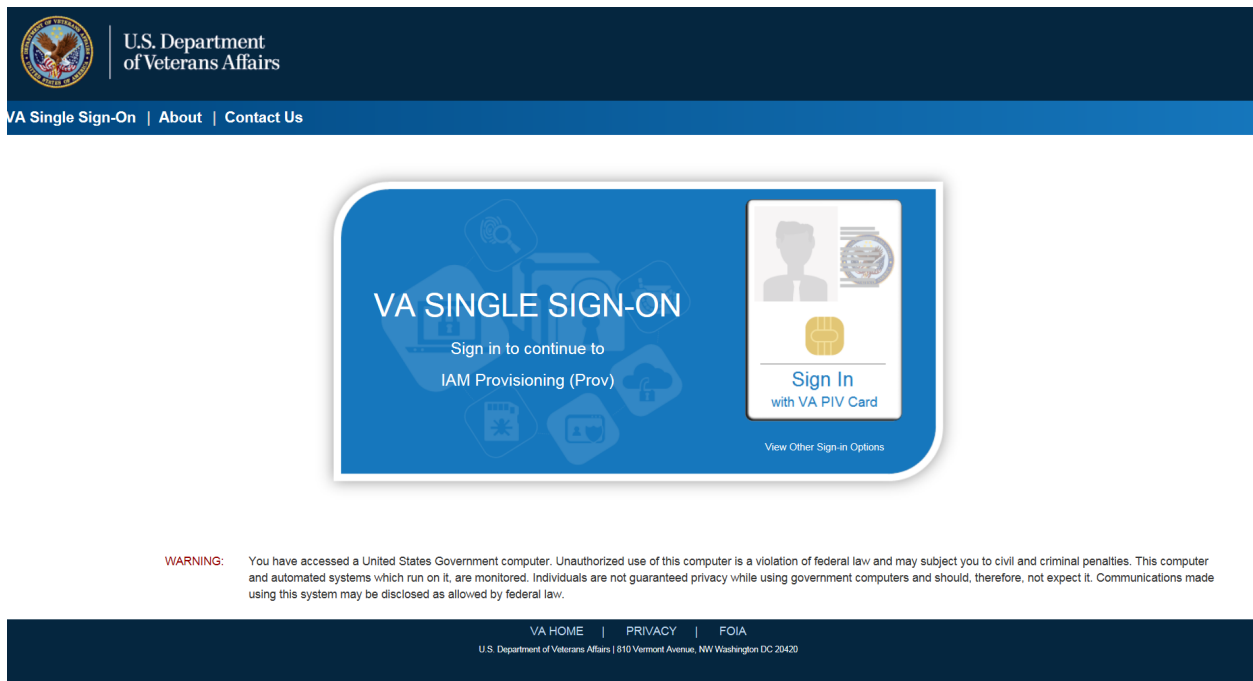 U.S. Department
of Veterans Affairs
VA Single Sign-On | About | Contact Us
VA SINGLE SIGN-ON
Sign in to continue to
IAM Provisioning (Prov)
Sign In
with VA PIV Card
View Other Sign-in Options
WARNING: You have accessed a United States Government computer. Unauthorized use of this computer is a violation of federal law and may subject you to civil and criminal penalties. This computer
and automated systems which run on it, are monitored. Individuals are not guaranteed privacy while using government computers and should, therefore, not expect it. Communications made
using this system may be disclosed as allowed by federal law.
VA HOME | PRIVACY | FOIA
U.S. Department of Veterans Affairs | 810 Vermont Avenue, NW Washington DC 20420